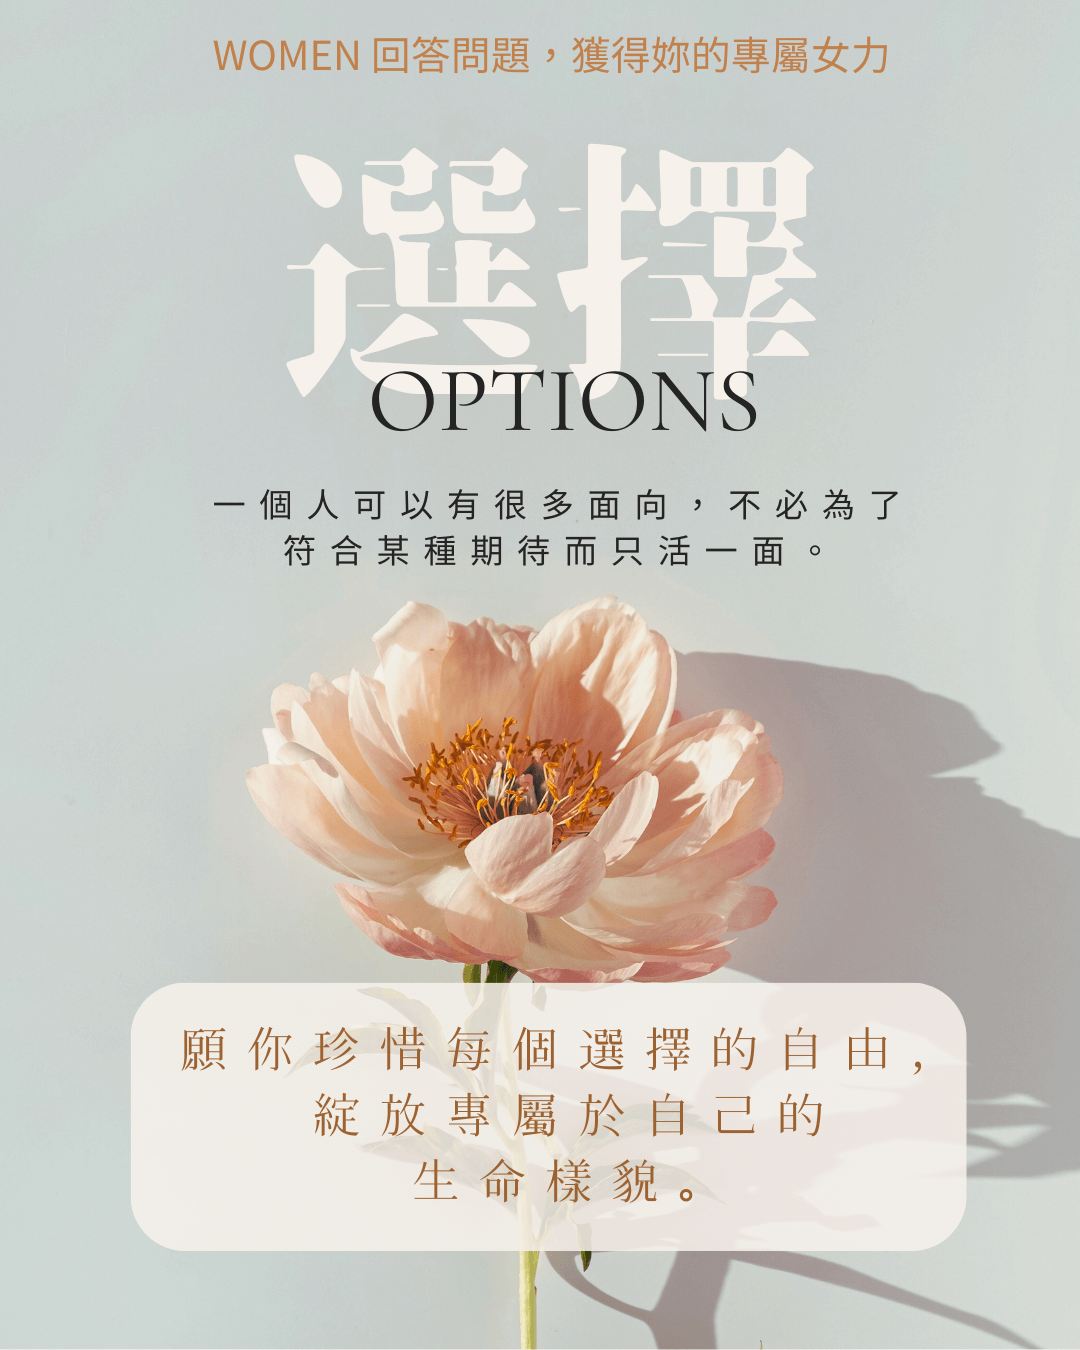 WOMEN 回答問題，獲得妳的專屬女力
選擇
OPTIONS
一個人可以有很多面向，不必為了
符合某種期待而只活一面。
願你珍惜每個選擇的自由,
綻放專屬於自己的
生命樣貌。